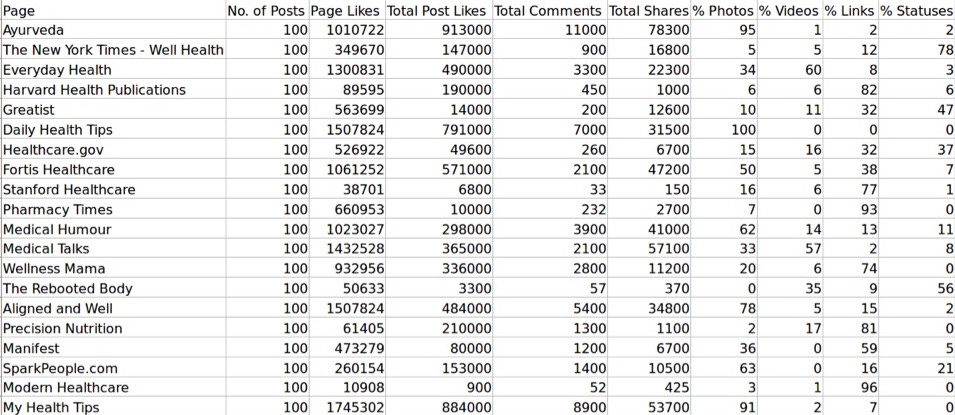 Page No. of Posts Page Likes Total Post Likes Total Comments Total Shares % Photos % Videos % Links % Statuses
Ayurveda 100 1010722 913000 11000 78300 95 1 2 2
The New York Times - Well Health 100 349670 147000 900 16800 5 5 12 78
Everyday Health 100 1300831 490000 3300 22300 34 60 8 3
Harvard Health Publications 100 89595 190000 450 1000 6 6 82 6
Greatist 100 563699 14000 200 12600 10 11 32 47
Daily Health Tips 100 1507824 791000 7000 31500 100 0 0 0
Healthcare.gov 100 526922 49600 260 6700 15 16 32 37
Fortis Healthcare 100 1061252 571000 2100 47200 50 5 38 7
Stanford Healthcare 100 38701 6800 33 150 16 6 77 1
Pharmacy Times 100 660953 10000 232 2700 7 0 93 0
Medical Humour 100 1023027 298000 3900 41000 62 14 13 11
Medical Talks 100 1432528 365000 2100 57100 33 57 2 8
Wellness Mama 100 932956 336000 2800 11200 20 6 74 0
The Rebooted Body 100 50633 3300 57 370 0 35 9 56
Aligned and Well 100 1507824 484000 5400 34800 78 5 15 2
Precision Nutrition 100 61405 210000 1300 1100 2 17 81 0
Manifest 100 473279 80000 1200 6700 36 0 59 5
SparkPeople.com 100 260154 153000 1400 10500 63 0 16 21
Modern Healthcare 100 10908 900 52 425 3 1 96 0
My Health Tips 100 1745302 884000 8900 53700 91 2 7 0